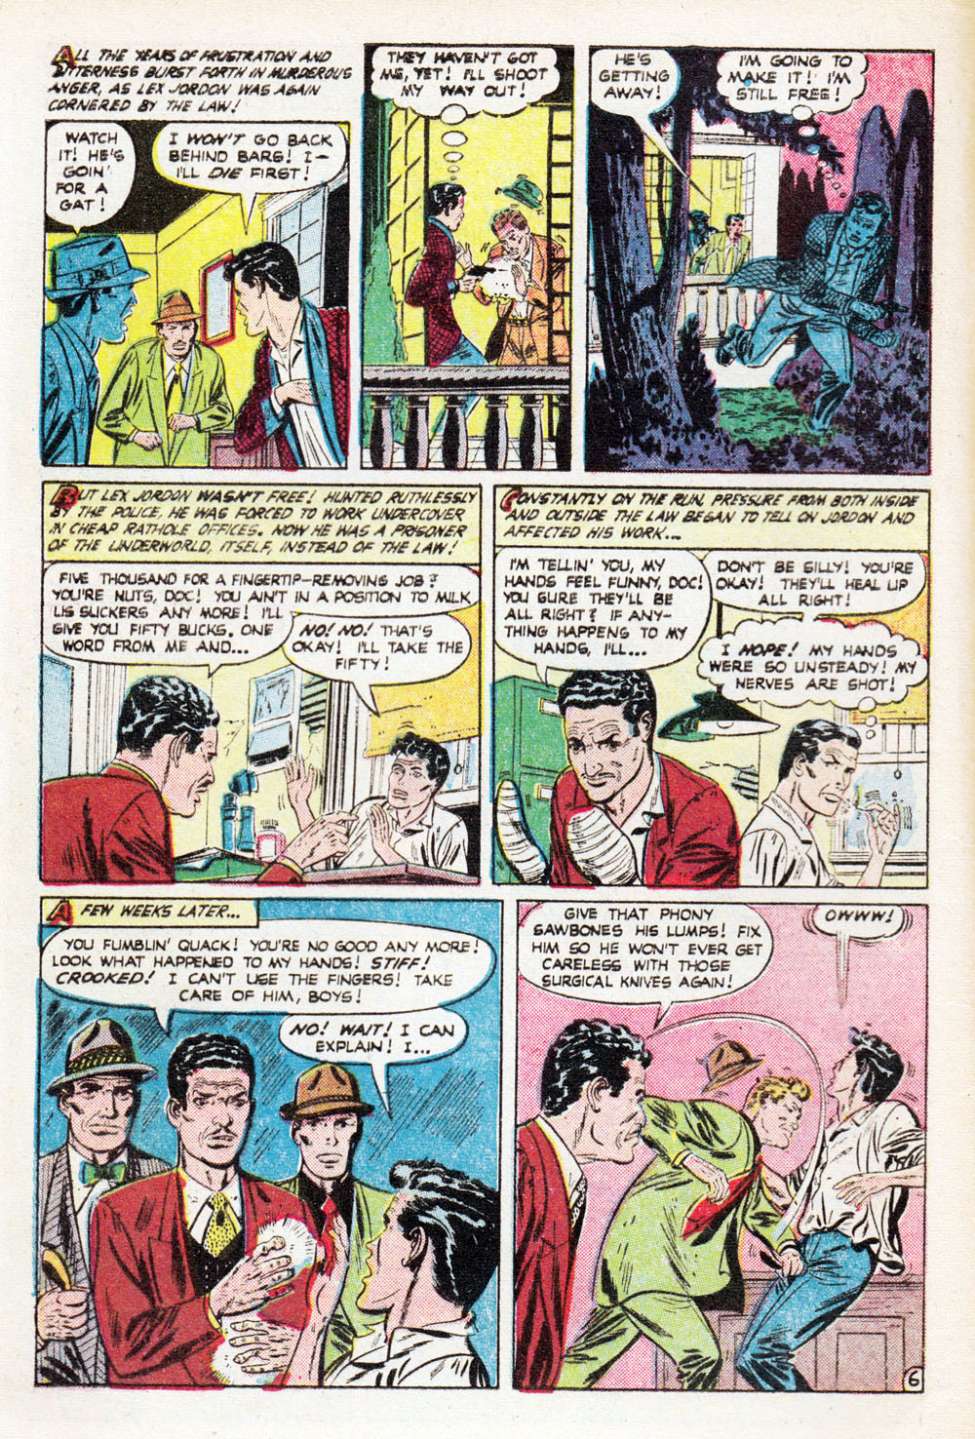 ALL THE YEARS OF FRUSTRATION AND
BITTERNESS BURST FORTH IN MURDEROUS
ANGER, AS LEX JORDON WAS AGAIN
CORNERED BY THE LAW!
WATCH
IT! HE'S
GOIN'
FOR A
GAT!
I WON'T GO BACK
BEHIND BARS! I-
I'LL DIE FIRST!
THEY HAVEN'T GOT
ME, YET! I'LL SHOOT
MY WAY OUT!
HE'S
GETTING
AWAY!
I'M GOING TO
MAKE IT! I'M
STILL FREE!
BUT LEX JORDON WASN'T FREE! HUNTED RUTHLESSLY
BY THE POLICE, HE WAS FORCED TO WORK UNDERCOVER
IN CHEAP RATHOLE OFFICES. NOW HE WAS A PRISONER
OF THE UNDERWORLD, ITSELF, INSTEAD OF THE LAW!
FIVE THOUSAND FOR A FINGERTIP-REMOVING JOB?
YOU'RE NUTS, DOC! YOU AIN'T IN A POSITION TO MILK
US SUCKERS ANY MORE! I'LL
GIVE YOU FIFTY BUCKS. ONE
WORD FROM ME AND...
NO! NO! THAT'S
OKAY! I'LL TAKE THE
FIFTY!
CONSTANTLY ON THE RUN, PRESSURE FROM BOTH INSIDE
AND OUTSIDE THE LAW BEGAN TO TELL ON JORDON AND
AFFECTED HIS WORK...
I'M TELLIN' YOU, MY
HANDS FEEL FUNNY, DOC!
YOU SURE THEY'LL BE
ALL RIGHT? IF ANY-
THING HAPPENS TO MY
HANDS, I'LL...
DON'T BE SILLY! YOU'RE
OKAY! THEY'LL HEAL UP
ALL RIGHT!
I HOPE! MY HANDS
WERE SO UNSTEADY! MY
NERVES ARE SHOT!
A FEW WEEKS LATER...
YOU FUMBLIN' QUACK! YOU'RE NO GOOD ANY MORE!
LOOK WHAT HAPPENED TO MY HANDS! STIFF!
CROOKED! I CAN'T USE THE FINGERS! TAKE
CARE OF HIM, BOYS!
NO! WAIT! I CAN
EXPLAIN! I...
GIVE THAT PHONY
SAWBONES HIS LUMPS! FIX
HIM SO HE WON'T EVER GET
CARELESS WITH THOSE
SURGICAL KNIVES AGAIN!
OWWW!
6